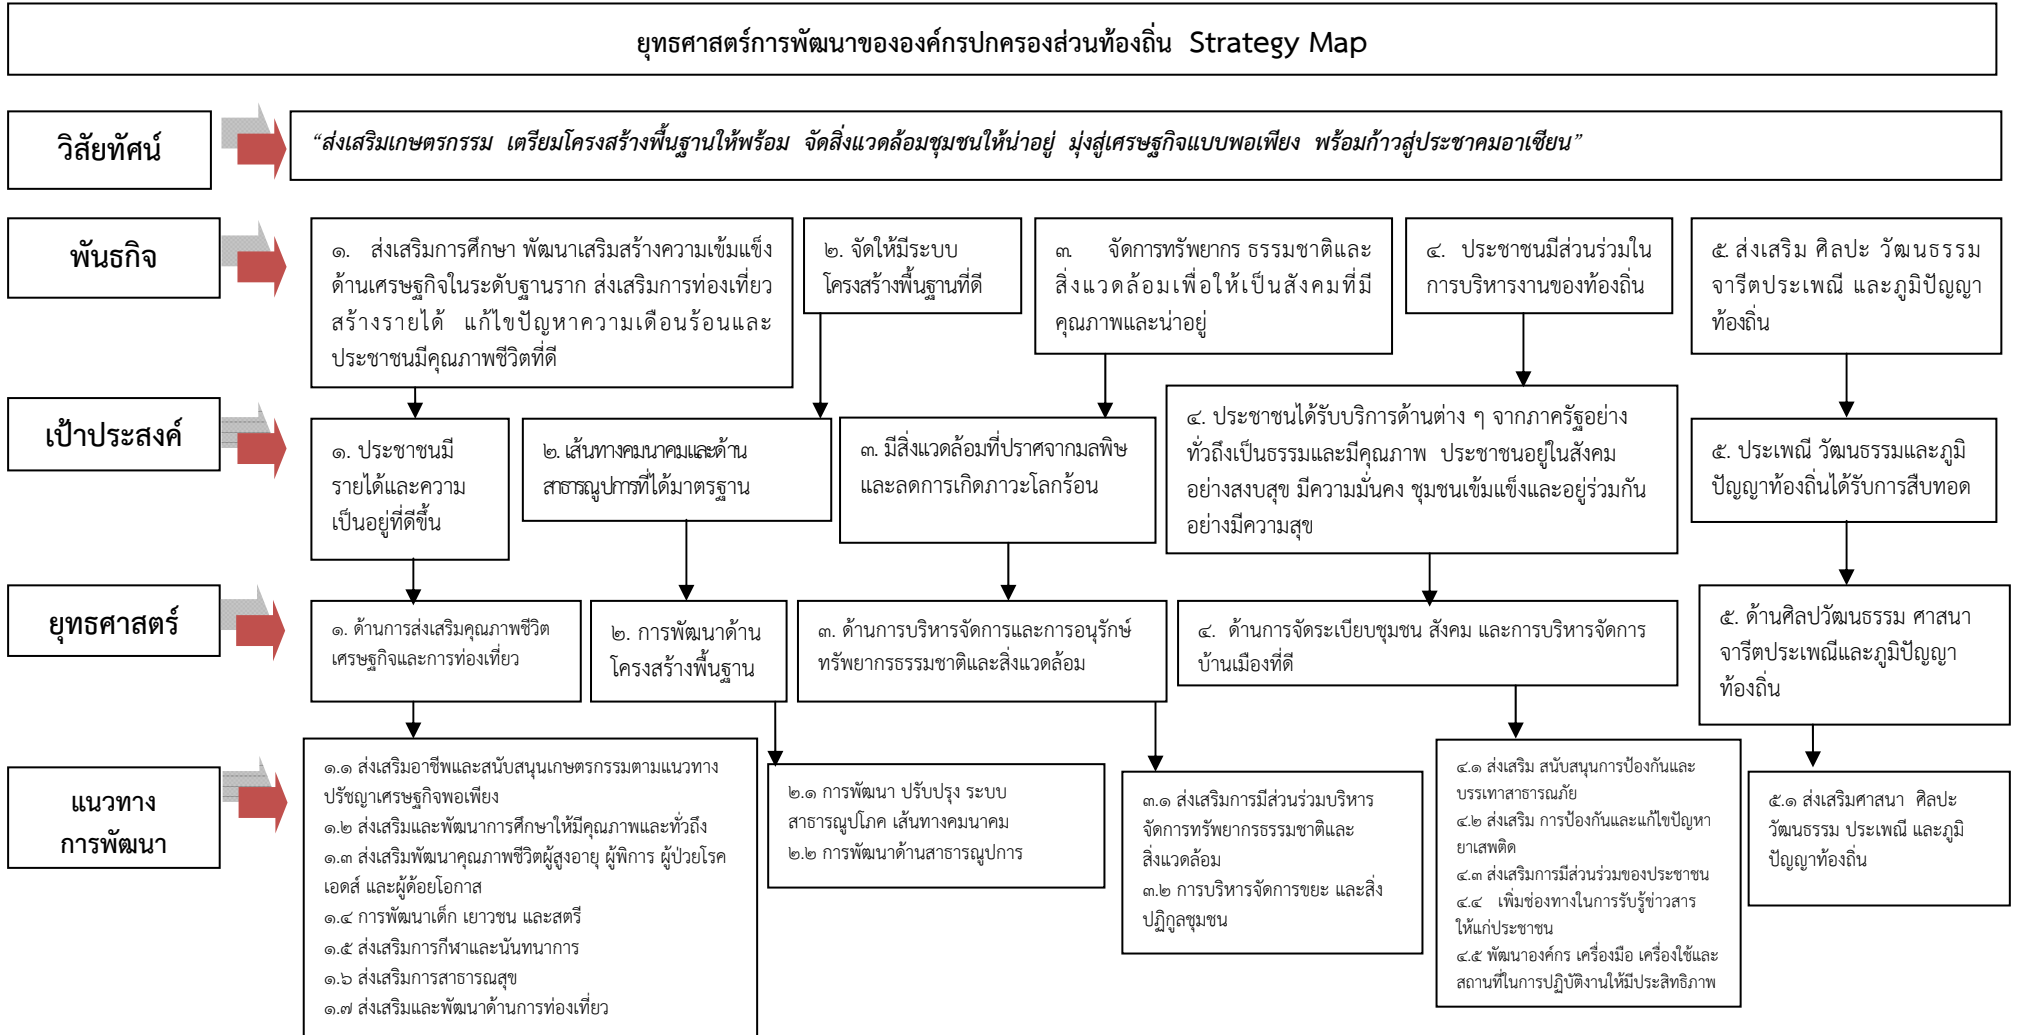 ยุทธศาสตร์การพัฒนาขององค์กรปกครองส่วนท้องถิ่น Strategy Map
วิสัยทัศน์
“ส่งเสริมเกษตรกรรม เตรียมโครงสร้างพื้นฐานให้พร้อม จัดสิ่งแวดล้อมชุมชนให้น่าอยู่ มุ่งสู่เศรษฐกิจแบบพอเพียง พร้อมก้าวสู่ประชาคมอาเซียน”
พันธกิจ
๑. ส่งเสริมการศึกษา พัฒนาเสริมสร้างความเข้มแข็ง
ด้านเศรษฐกิจในระดับฐานราก ส่งเสริมการท่องเที่ยว
สร้างรายได้ แก้ไขปัญหาความเดือนร้อนและ
ประชาชนมีคุณภาพชีวิตที่ดี
๒. จัดให้มีระบบ
โครงสร้างพื้นฐานที่ดี
๓. จัดการทรัพยากร ธรรมชาติและ
สิ่งแวดล้อมเพื่อให้เป็นสังคมที่มี
คุณภาพและน่าอยู่
๔. ประชาชนมีส่วนร่วมใน
การบริหารงานของท้องถิ่น
๕. ส่งเสริม ศิลปะ วัฒนธรรม
จารีตประเพณี และภูมิปัญญา
ท้องถิ่น
เป้าประสงค์
๑. ประชาชนมี
รายได้และความ
เป็นอยู่ที่ดีขึ้น
๒. เส้นทางคมนาคมและด้าน
สาธารณูปการที่ได้มาตรฐาน
๓. มีสิ่งแวดล้อมที่ปราศจากมลพิษ
และลดการเกิดภาวะโลกร้อน
๔. ประชาชนได้รับบริการด้านต่าง ๆ จากภาครัฐอย่าง
ทั่วถึงเป็นธรรมและมีคุณภาพ ประชาชนอยู่ในสังคม
อย่างสงบสุข มีความมั่นคง ชุมชนเข้มแข็งและอยู่ร่วมกัน
อย่างมีความสุข
๕. ประเพณี วัฒนธรรมและภูมิ
ปัญญาท้องถิ่นได้รับการสืบทอด
ยุทธศาสตร์
๑. ด้านการส่งเสริมคุณภาพชีวิต
เศรษฐกิจและการท่องเที่ยว
๒. การพัฒนาด้าน
โครงสร้างพื้นฐาน
๓. ด้านการบริหารจัดการและการอนุรักษ์
ทรัพยากรธรรมชาติและสิ่งแวดล้อม
๔. ด้านการจัดระเบียบชุมชน สังคม และการบริหารจัดการ
บ้านเมืองที่ดี
๕. ด้านศิลปวัฒนธรรม ศาสนา
จารีตประเพณีและภูมิปัญญา
ท้องถิ่น
แนวทาง
การพัฒนา
๑.๑ ส่งเสริมอาชีพและสนับสนุนเกษตรกรรมตามแนวทาง
ปรัชญาเศรษฐกิจพอเพียง
๑.๒ ส่งเสริมและพัฒนาการศึกษาให้มีคุณภาพและทั่วถึง
๑.๓ ส่งเสริมพัฒนาคุณภาพชีวิตผู้สูงอายุ ผู้พิการ ผู้ป่วยโรค
เอดส์ และผู้ด้อยโอกาส
๑.๔ การพัฒนาเด็ก เยาวชน และสตรี
๑.๕ ส่งเสริมการกีฬาและนันทนาการ
๑.๖ ส่งเสริมการสาธารณสุข
๑.๗ ส่งเสริมและพัฒนาด้านการท่องเที่ยว
๒.๑ การพัฒนา ปรับปรุง ระบบ
สาธารณูปโภค เส้นทางคมนาคม
๒.๒ การพัฒนาด้านสาธารณูปการ
๓.๑ ส่งเสริมการมีส่วนร่วมบริหาร
จัดการทรัพยากรธรรมชาติและ
สิ่งแวดล้อม
๓.๒ การบริหารจัดการขยะ และสิ่ง
ปฏิกูลชุมชน
๔.๑ ส่งเสริม สนับสนุนการป้องกันและ
บรรเทาสาธารณภัย
๔.๒ ส่งเสริม การป้องกันและแก้ไขปัญหา
ยาเสพติด
๔.๓ ส่งเสริมการมีส่วนร่วมของประชาชน
๔.๔ เพิ่มช่องทางในการรับรู้ข่าวสาร
ให้แก่ประชาชน
๔.๕ พัฒนาองค์กร เครื่องมือ เครื่องใช้และ
สถานที่ในการปฏิบัติงานให้มีประสิทธิภาพ
๕.๑ ส่งเสริมศาสนา ศิลปะ
วัฒนธรรม ประเพณี และภูมิ
ปัญญาท้องถิ่น